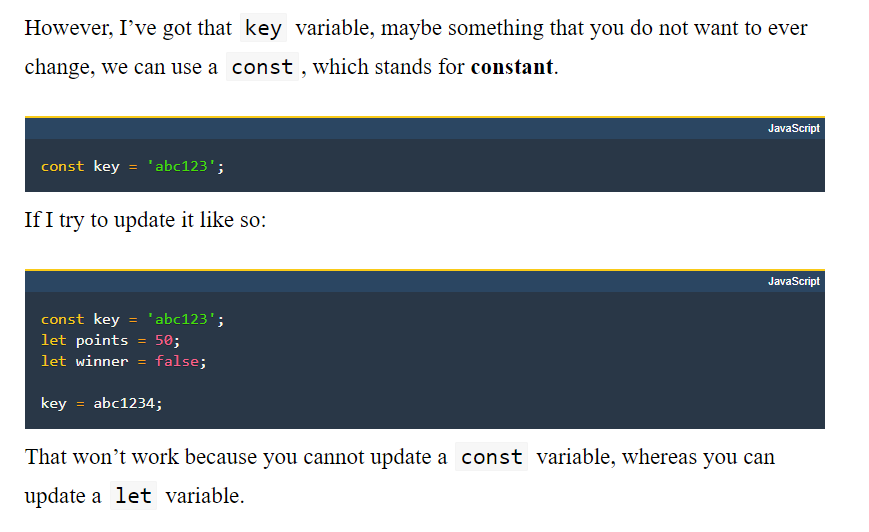 However, I’ve got that key variable, maybe something that you do not want to ever
change, we can use a const , which stands for constant.
JavaScript
const key = 'abc123';
If I try to update it like so:
JavaScript
const key = 'abc123';
let points = 50;
let winner = false;
key = abc1234;
That won’t work because you cannot update a const variable, whereas you can
update a let variable.